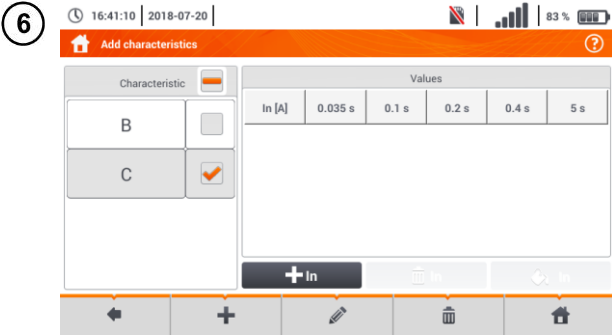 6
16:41:10 2018-07-20 83 %
Add characteristics ?
Characteristic
Values
In [A] 0.035 s 0.1 s 0.2 s 0.4 s 5 s
B
C
In In In